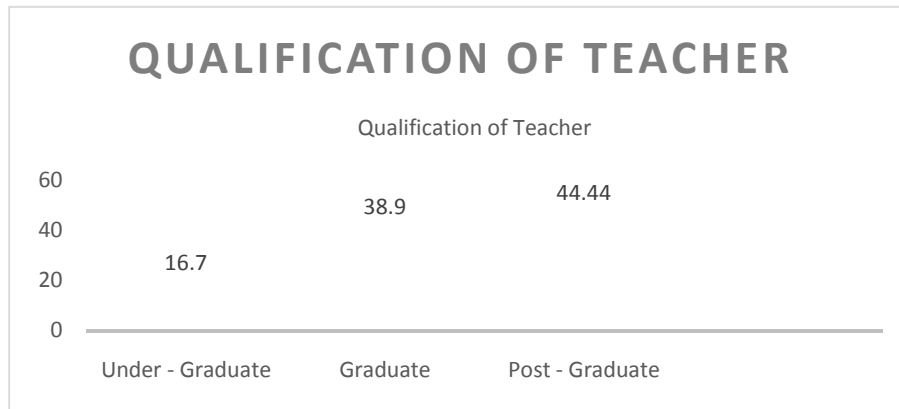 QUALIFICATION OF TEACHER
Qualification of Teacher
60
44.44
38.9
40
16.7
20
0
Under - Graduate Graduate Post - Graduate